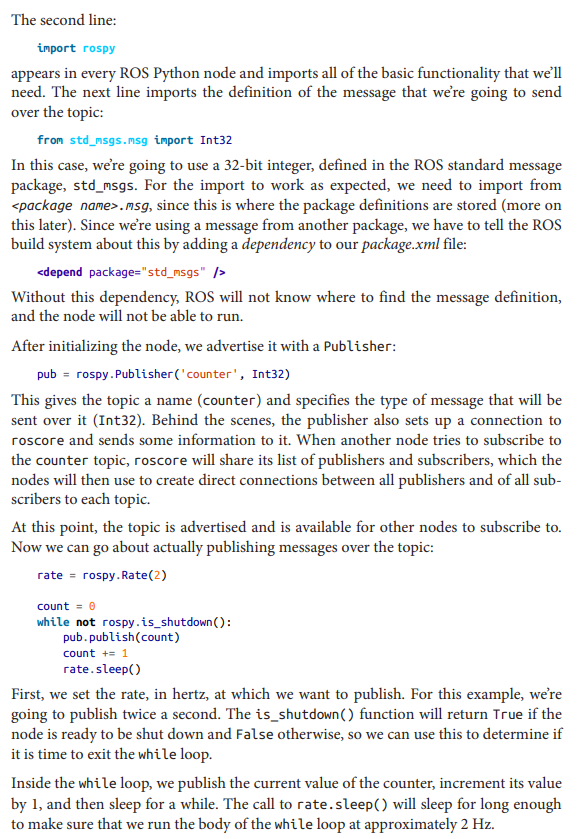 The second line:
import rospy
appears in every ROS Python node and imports all of the basic functionality that we’ll
need. The next line imports the definition of the message that we’re going to send
over the topic:
from std_msgs.msg import Int32
In this case, we’re going to use a 32-bit integer, defined in the ROS standard message
package, std_msgs. For the import to work as expected, we need to import from
<package name>.msg, since this is where the package definitions are stored (more on
this later). Since we’re using a message from another package, we have to tell the ROS
build system about this by adding a dependency to our package.xml file:
<depend package="std_msgs" />
Without this dependency, ROS will not know where to find the message definition,
and the node will not be able to run.
After initializing the node, we advertise it with a Publisher:
pub = rospy.Publisher('counter', Int32)
This gives the topic a name (counter) and specifies the type of message that will be
sent over it (Int32). Behind the scenes, the publisher also sets up a connection to
roscore and sends some information to it. When another node tries to subscribe to
the counter topic, roscore will share its list of publishers and subscribers, which the
nodes will then use to create direct connections between all publishers and of all sub‐
scribers to each topic.
At this point, the topic is advertised and is available for other nodes to subscribe to.
Now we can go about actually publishing messages over the topic:
rate = rospy.Rate(2)
count = 0
while not rospy.is_shutdown():
    pub.publish(count)
    count += 1
    rate.sleep()
First, we set the rate, in hertz, at which we want to publish. For this example, we’re
going to publish twice a second. The is_shutdown() function will return True if the
node is ready to be shut down and False otherwise, so we can use this to determine if
it is time to exit the while loop.
Inside the while loop, we publish the current value of the counter, increment its value
by 1, and then sleep for a while. The call to rate.sleep() will sleep for long enough
to make sure that we run the body of the while loop at approximately 2 Hz.